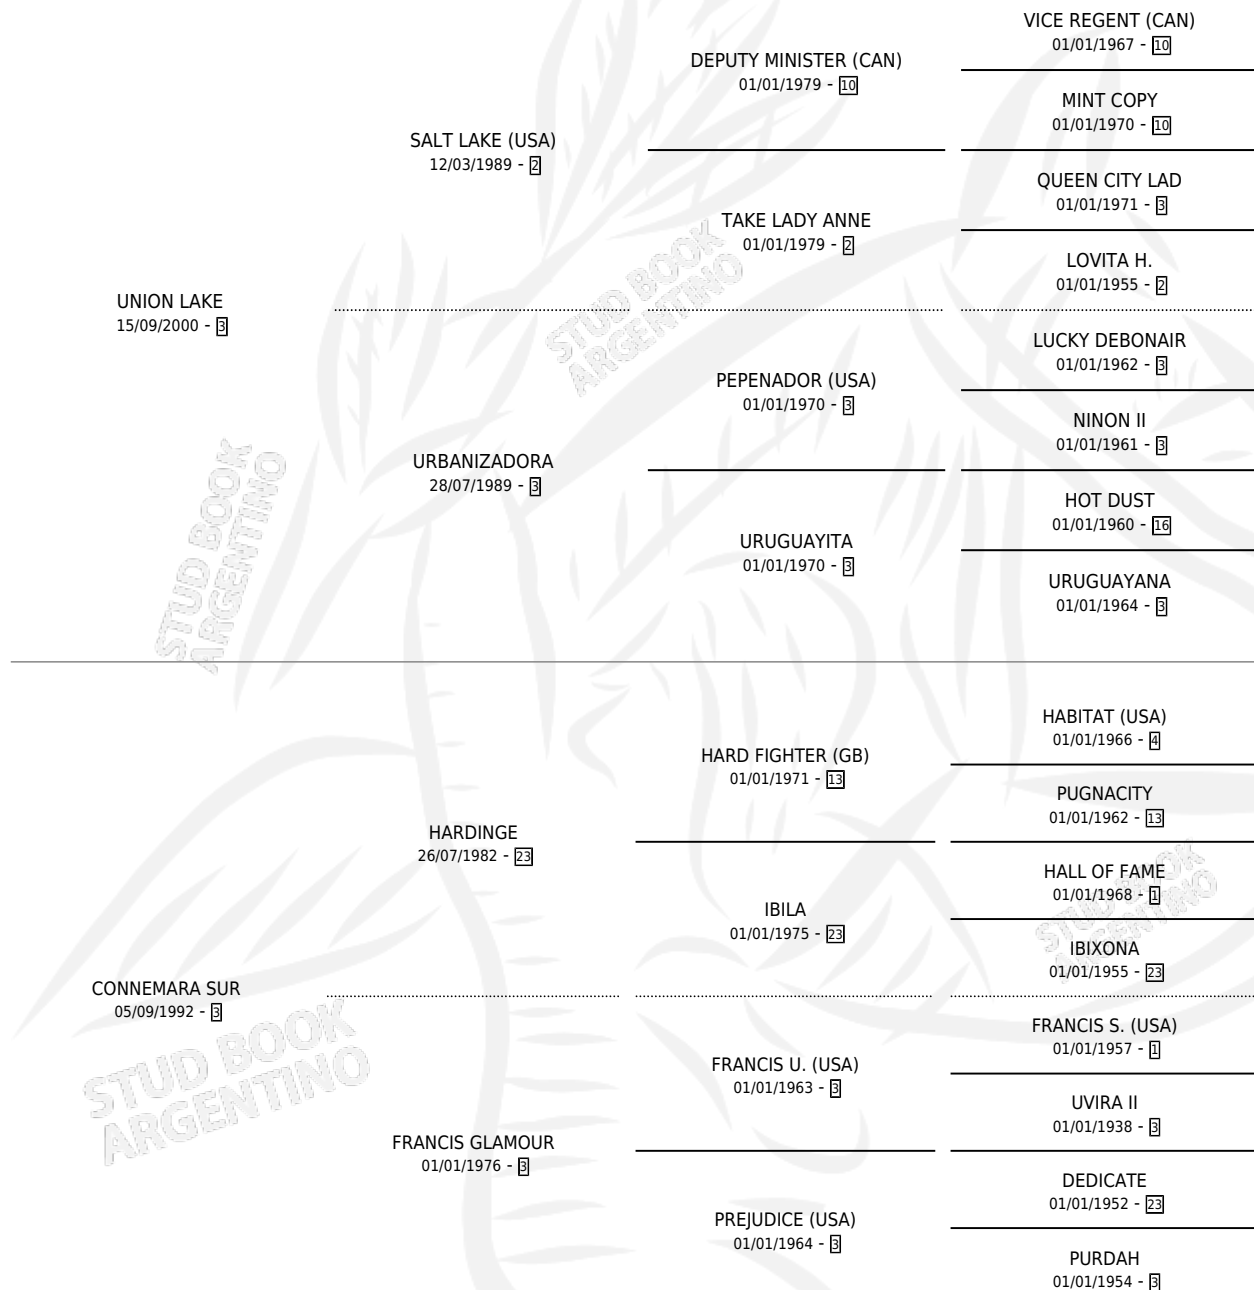 VICE REGENT (CAN)
01/01/1967 - 10
DEPUTY MINISTER (CAN)
01/01/1979 - 10
MINT COPY
01/01/1970 - 10
SALT LAKE (USA)
12/03/1989 - 2
QUEEN CITY LAD
01/01/1971 - 3
TAKE LADY ANNE
01/01/1979 - 2
LOVITA H.
01/01/1955 - 2
UNION LAKE
15/09/2000 - 3
LUCKY DEBONAIR
01/01/1962 - 3
PEPENADOR (USA)
01/01/1970 - 3
NINON II
01/01/1961 - 3
URBANIZADORA
28/07/1989 - 3
HOT DUST
01/01/1960 - 16
URUGUAYITA
01/01/1970 - 3
URUGUAYANA
01/01/1964 - 3
HABITAT (USA)
01/01/1966 - 4
HARD FIGHTER (GB)
01/01/1971 - 13
PUGNACITY
01/01/1962 - 13
HARDINGE
26/07/1982 - 23
HALL OF FAME
01/01/1968 - 1
IBILA
01/01/1975 - 23
IBIXONA
01/01/1955 - 23
CONNEMARA SUR
05/09/1992 - 3
FRANCIS S. (USA)
01/01/1957 - 1
FRANCIS U. (USA)
01/01/1963 - 3
UVIRA II
01/01/1938 - 3
FRANCIS GLAMOUR
01/01/1976 - 3
DEDICATE
01/01/1952 - 23
PREJUDICE (USA)
01/01/1964 - 3
PURDAH
01/01/1954 - 3
STUD BOOK
ARGENTINO
STUD BOOK
ARGENTINO
STUD BOOK
ARGENTINO
STUD BOOK
ARGENTINO